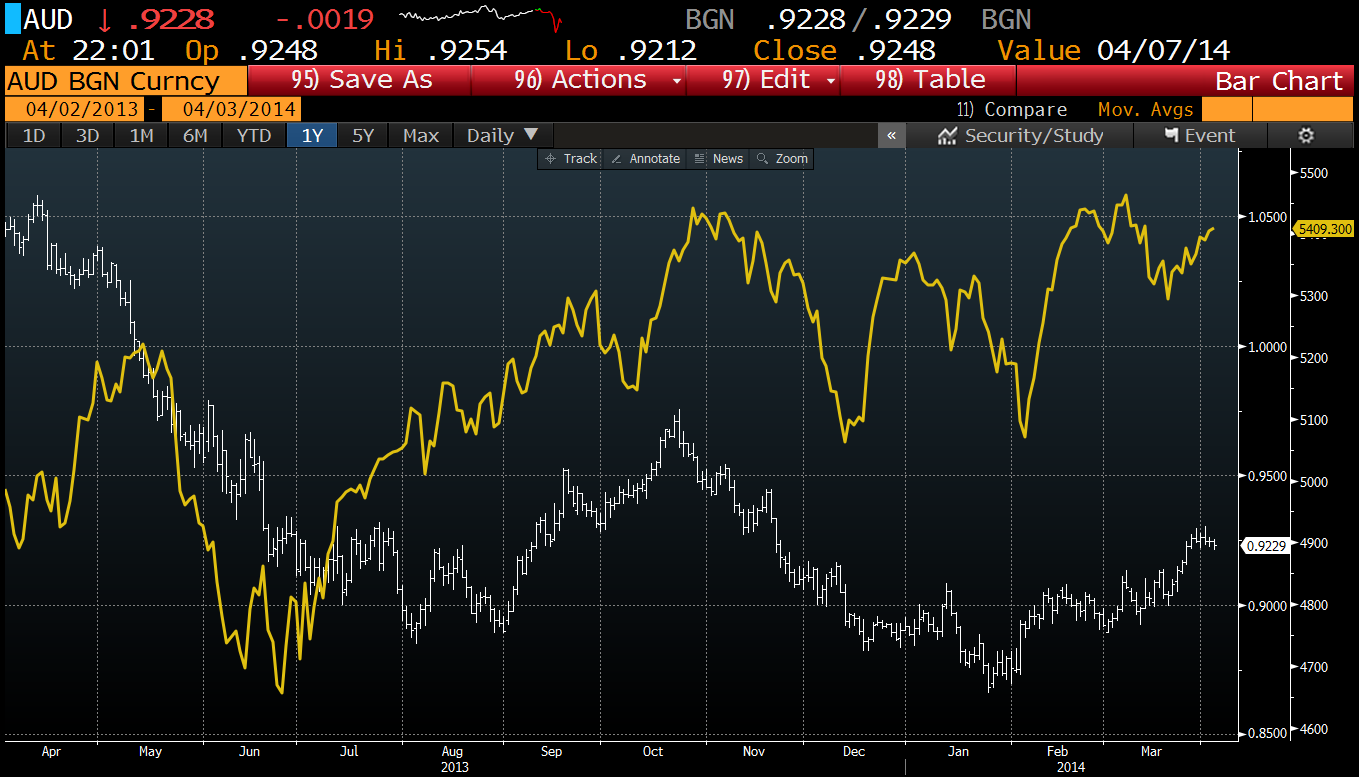 AUD ↓ .9228 -.0019 BGN .9228/.9229 BGN
At 22:01 Op .9248 Hi .9254 Lo .9212 Close .9248 Value 04/07/14
AUD BGN Curncy 95) Save As 96) Actions 97) Edit 98) Table Bar Chart
04/02/2013 - 04/03/2014 11) Compare Mov. Avgs
1D 3D 1M 6M YTD 1Y 5Y Max Daily ▼ « Security/Study Event
Track Annotate News Zoom
5500
1.0500
5409.300
5300
1.0000
5200
5100
0.9500
5000
0.9229
4900
0.9000
4800
4700
0.8500
4600
Apr May Jun Jul Aug Sep Oct Nov Dec Jan Feb Mar
2013 2014